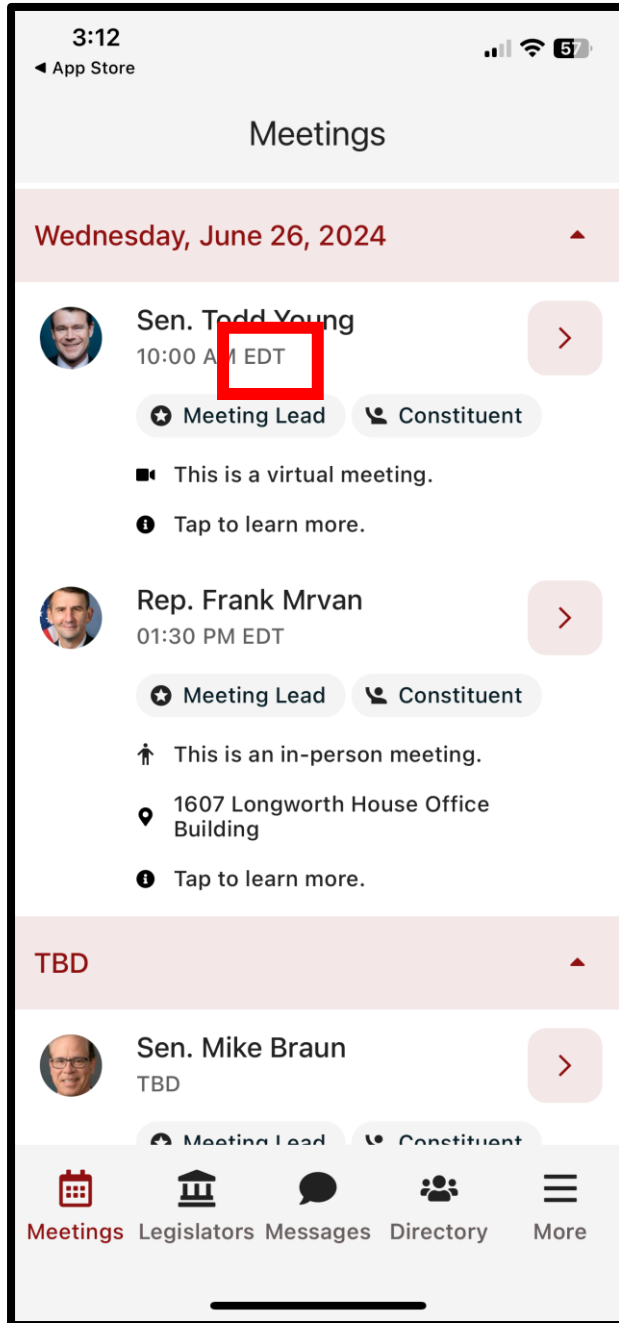 3:12
57
◀ App Store
Meetings
Wednesday, June 26, 2024
Sen. Todd Young
10:00 AM EDT
Meeting Lead Constituent
This is a virtual meeting.
Tap to learn more.
Rep. Frank Mrvan
01:30 PM EDT
Meeting Lead Constituent
This is an in-person meeting.
1607 Longworth House Office
Building
Tap to learn more.
TBD
Sen. Mike Braun
TBD
Meeting Lead Constituent
Meetings Legislators Messages Directory More